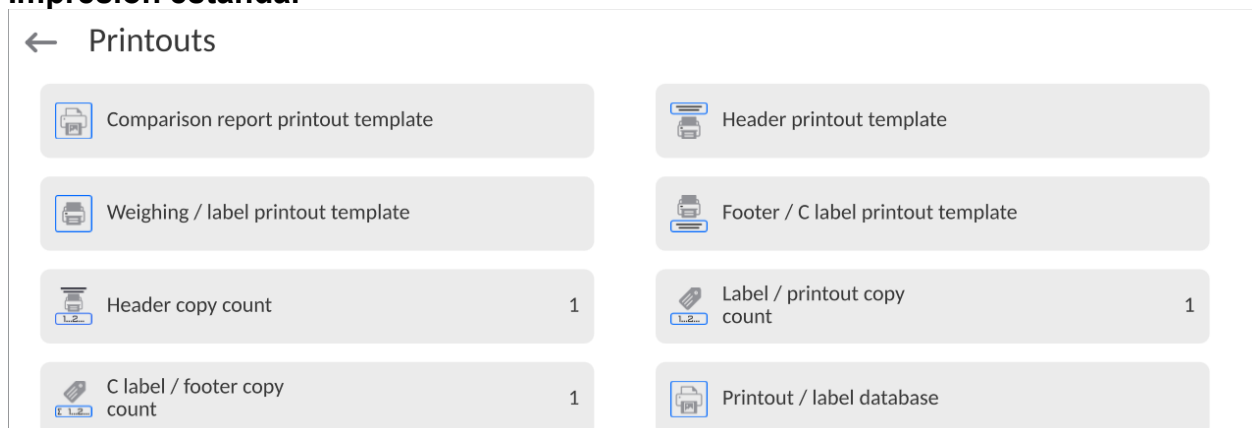 Impresión estándar
← Printouts
Comparison report printout template
Header printout template
Weighing / label printout template
Footer / C label printout template
Header copy count 1
Label / printout copy
count 1
C label / footer copy
count 1
Printout / label database